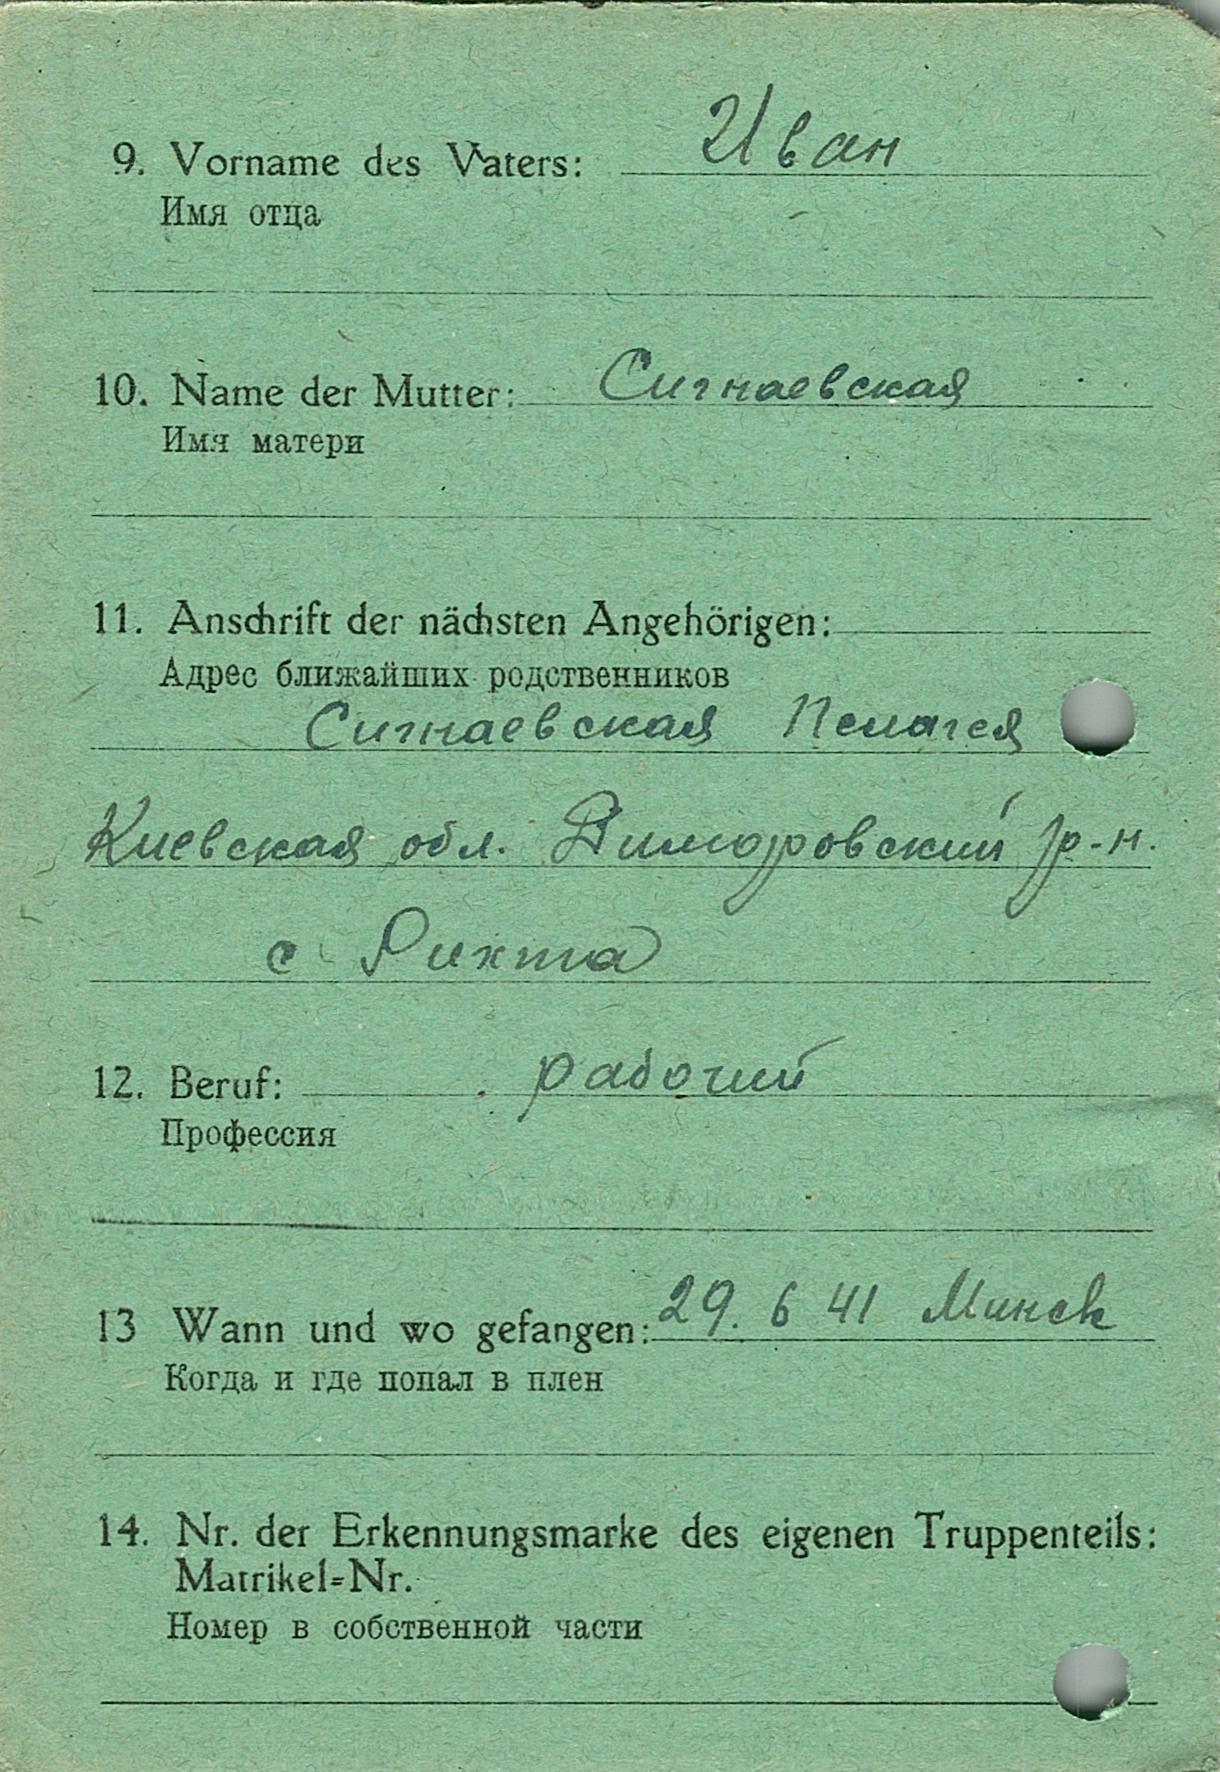 9. Vorname des Vaters: Иван
Имя отца
10. Name der Mutter: Сигнаевская
Имя матери
11. Anschrift der nächsten Angehörigen:
Адрес ближайших родственников
Сигнаевская Пелагея
Киевская обл. р-н.
с Рихта
12. Beruf: рабочий
Профессия
13 Wann und wo gefangen: 29. 6 41 Минск
Когда и где попал в плен
14. Nr. der Erkennungsmarke des eigenen Truppenteils:
Matrikel=Nr.
Номер в собственной части